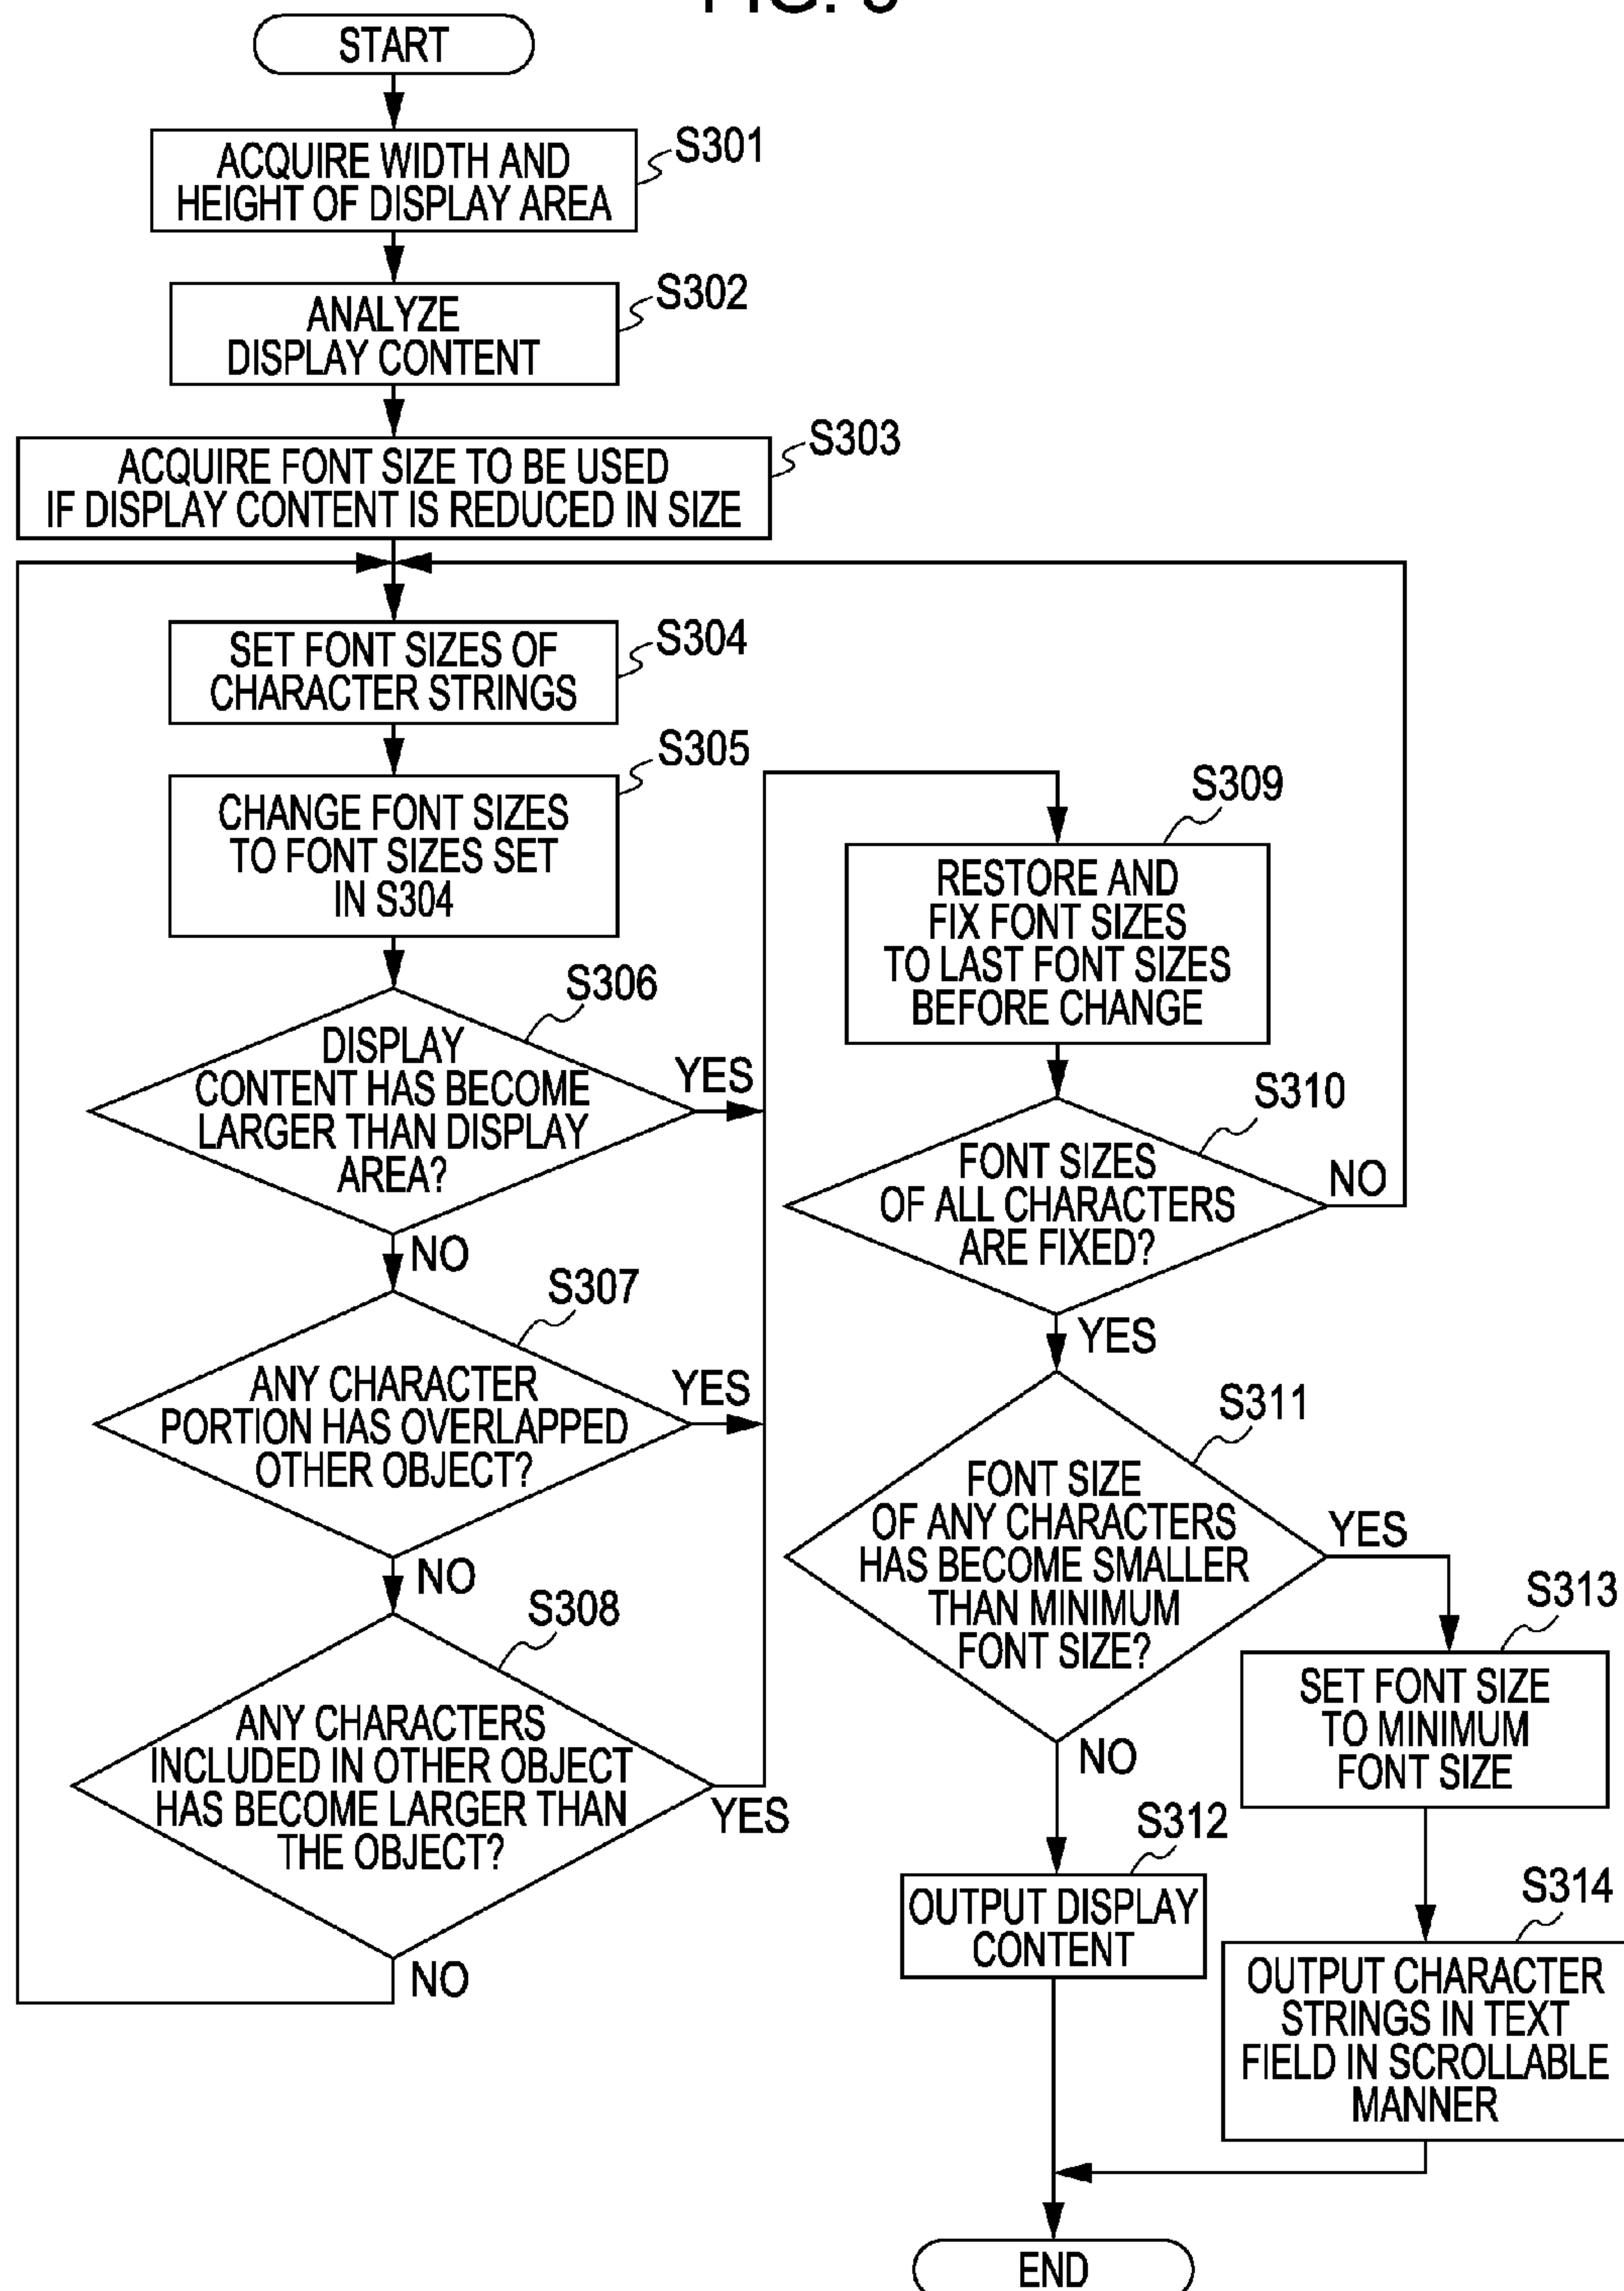 START
ACQUIRE WIDTH AND
HEIGHT OF DISPLAY AREA
S301
ANALYZE
DISPLAY CONTENT
S302
ACQUIRE FONT SIZE TO BE USED
IF DISPLAY CONTENT IS REDUCED IN SIZE
S303
SET FONT SIZES OF
CHARACTER STRINGS
S304
CHANGE FONT SIZES
TO FONT SIZES SET
IN S304
S305
DISPLAY
CONTENT HAS BECOME
LARGER THAN DISPLAY
AREA?
S306
YES
NO
ANY CHARACTER
PORTION HAS OVERLAPPED
OTHER OBJECT?
S307
YES
NO
ANY CHARACTERS
INCLUDED IN OTHER OBJECT
HAS BECOME LARGER THAN
THE OBJECT?
S308
YES
NO
RESTORE AND
FIX FONT SIZES
TO LAST FONT SIZES
BEFORE CHANGE
S309
FONT SIZES
OF ALL CHARACTERS
ARE FIXED?
S310
NO
YES
FONT SIZE
OF ANY CHARACTERS
HAS BECOME SMALLER
THAN MINIMUM
FONT SIZE?
S311
YES
NO
OUTPUT DISPLAY
CONTENT
S312
SET FONT SIZE
TO MINIMUM
FONT SIZE
S313
OUTPUT CHARACTER
STRINGS IN TEXT
FIELD IN SCROLLABLE
MANNER
S314
END